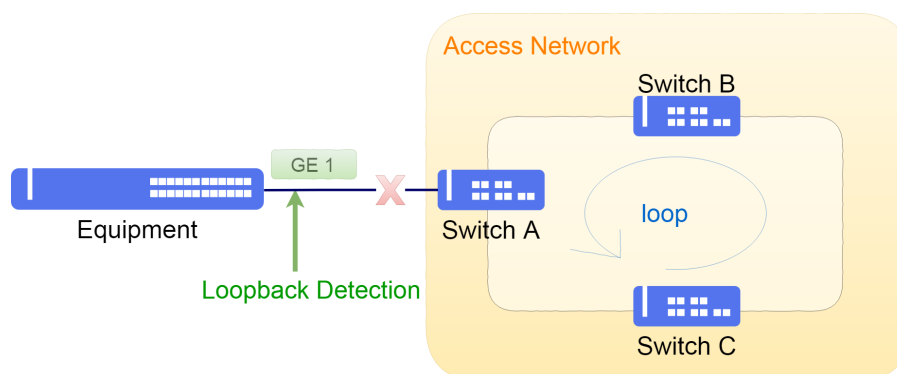 Access Network
Switch B
GE 1
X
loop
Equipment
Switch A
Loopback Detection
Switch C